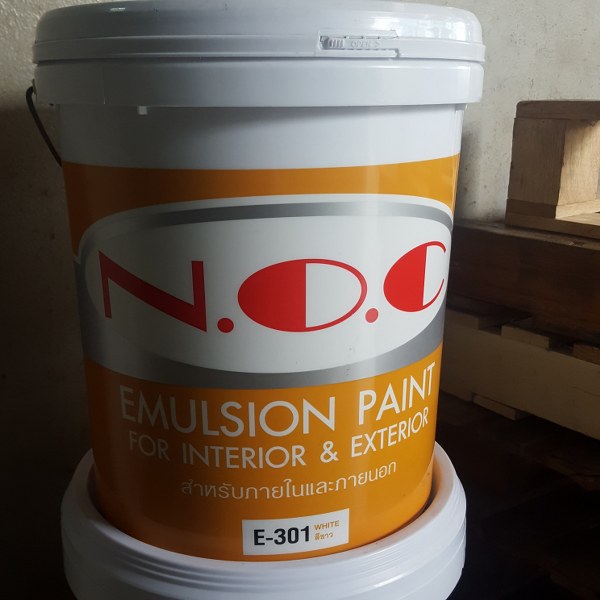 N.O.C
EMULSION PAINT
FOR INTERIOR & EXTERIOR
สำหรับภายในและภายนอก
E-301 WHITE
สีขาว